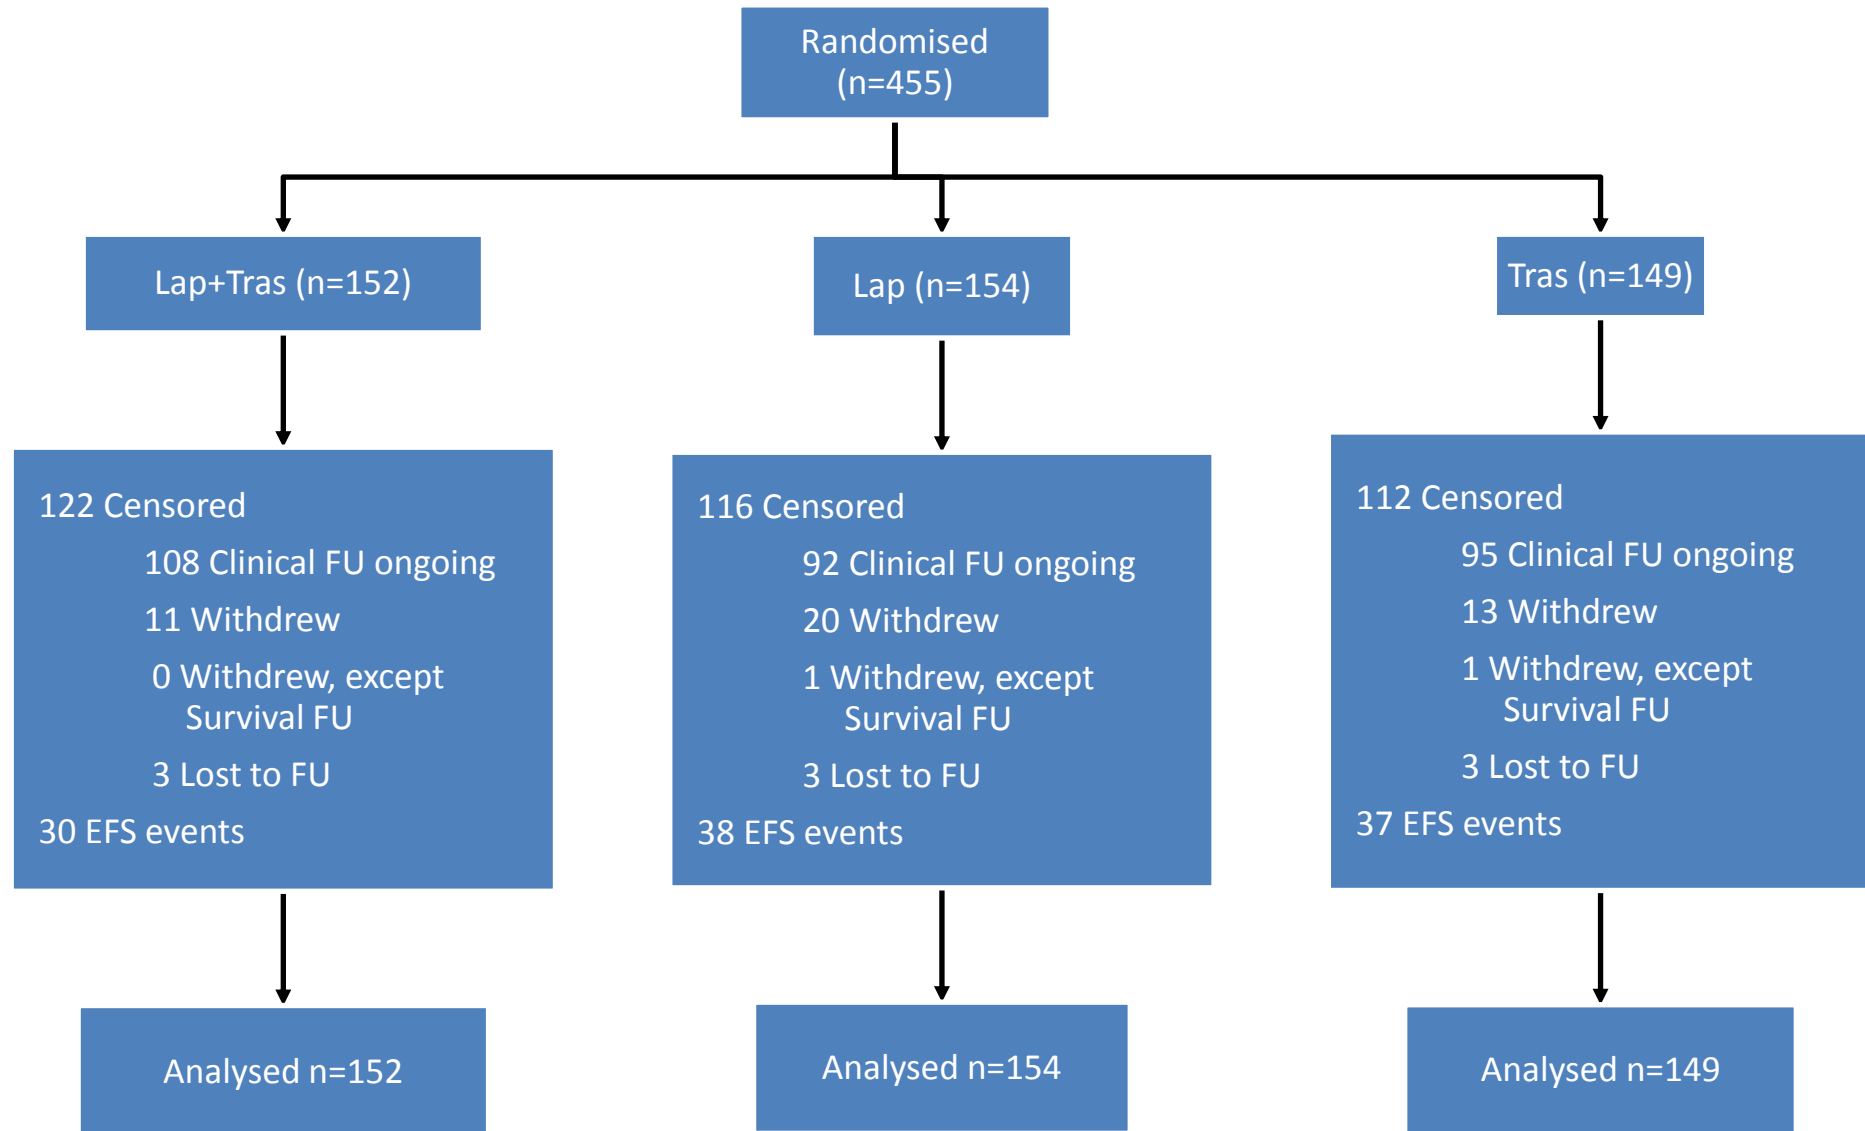 Randomised
(n=455)
Lap+Tras (n=152)
Lap (n=154)
Tras (n=149)
122 Censored
108 Clinical FU ongoing
11 Withdrew
0 Withdrew, except
Survival FU
3 Lost to FU
30 EFS events
116 Censored
92 Clinical FU ongoing
20 Withdrew
1 Withdrew, except
Survival FU
3 Lost to FU
38 EFS events
112 Censored
95 Clinical FU ongoing
13 Withdrew
1 Withdrew, except
Survival FU
3 Lost to FU
37 EFS events
Analysed n=152
Analysed n=154
Analysed n=149